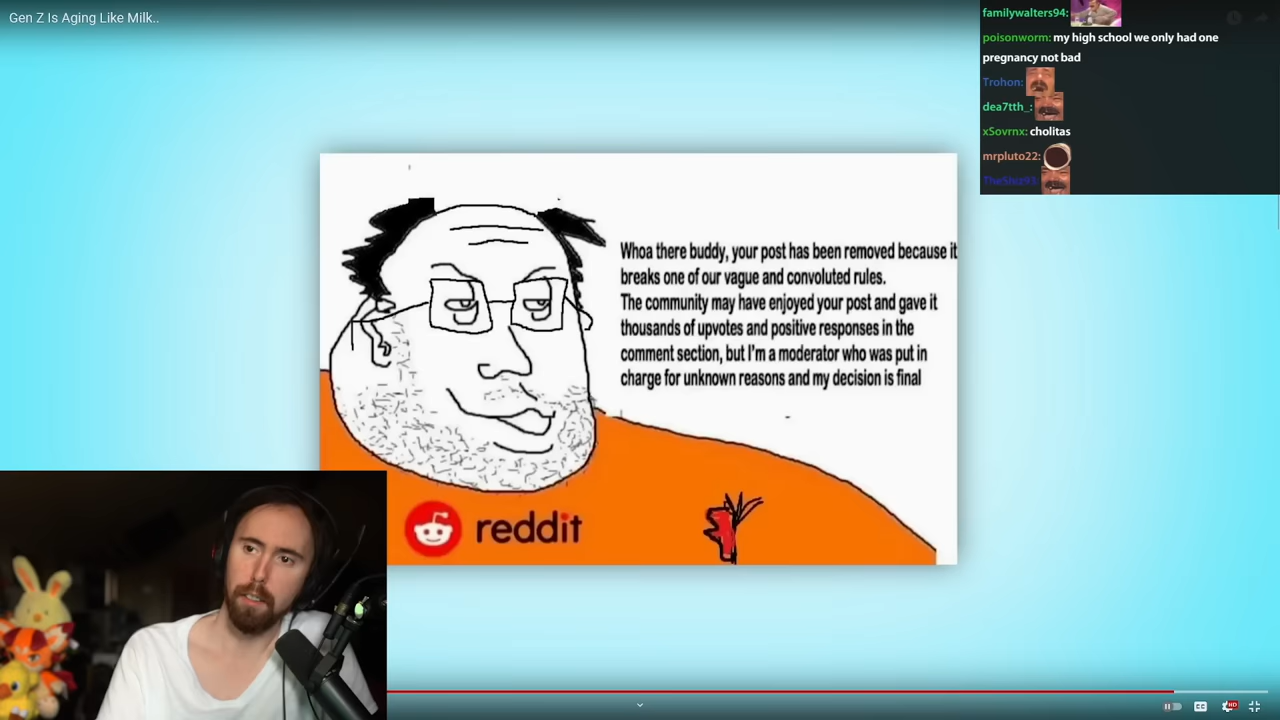 Gen Z Is Aging Like Milk..
familywalters94:
poisonworm: my high school we only had one
pregnancy not bad
Trohon:
dea7tth_:
xSovrnx: cholitas
mrpluto22:
TheShiz93:
Whoa there buddy, your post has been removed because it
breaks one of our vague and convoluted rules.
The community may have enjoyed your post and gave it
thousands of upvotes and positive responses in the
comment section, but I'm a moderator who was put in
charge for unknown reasons and my decision is final
reddit
CC
HD